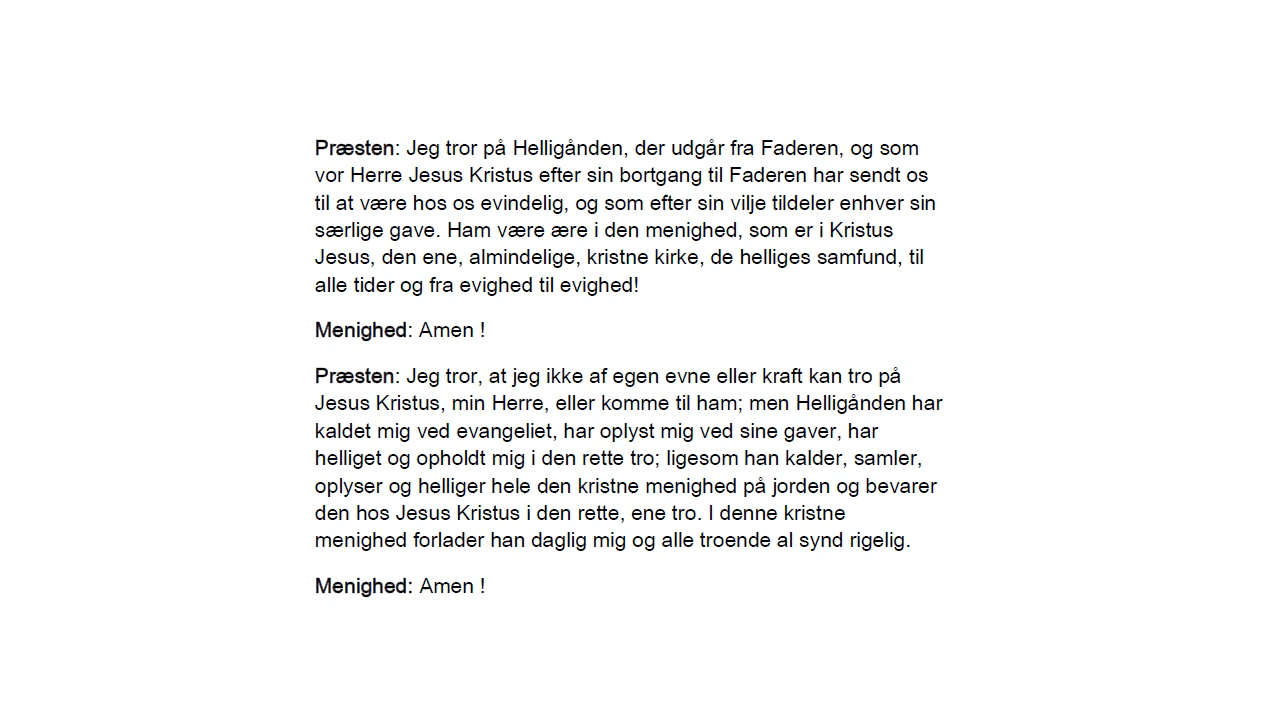 Præsten: Jeg tror på Helligånden, der udgår fra Faderen, og som
vor Herre Jesus Kristus efter sin bortgang til Faderen har sendt os
til at være hos os evindelig, og som efter sin vilje tildeler enhver sin
særlige gave. Ham være ære i den menighed, som er i Kristus
Jesus, den ene, almindelige, kristne kirke, de helliges samfund, til
alle tider og fra evighed til evighed!
Menighed: Amen !
Præsten: Jeg tror, at jeg ikke af egen evne eller kraft kan tro på
Jesus Kristus, min Herre, eller komme til ham; men Helligånden har
kaldet mig ved evangeliet, har oplyst mig ved sine gaver, har
helliget og opholdt mig i den rette tro; ligesom han kalder, samler,
oplyser og helliger hele den kristne menighed på jorden og bevarer
den hos Jesus Kristus i den rette, ene tro. I denne kristne
menighed forlader han daglig mig og alle troende al synd rigelig.
Menighed: Amen !